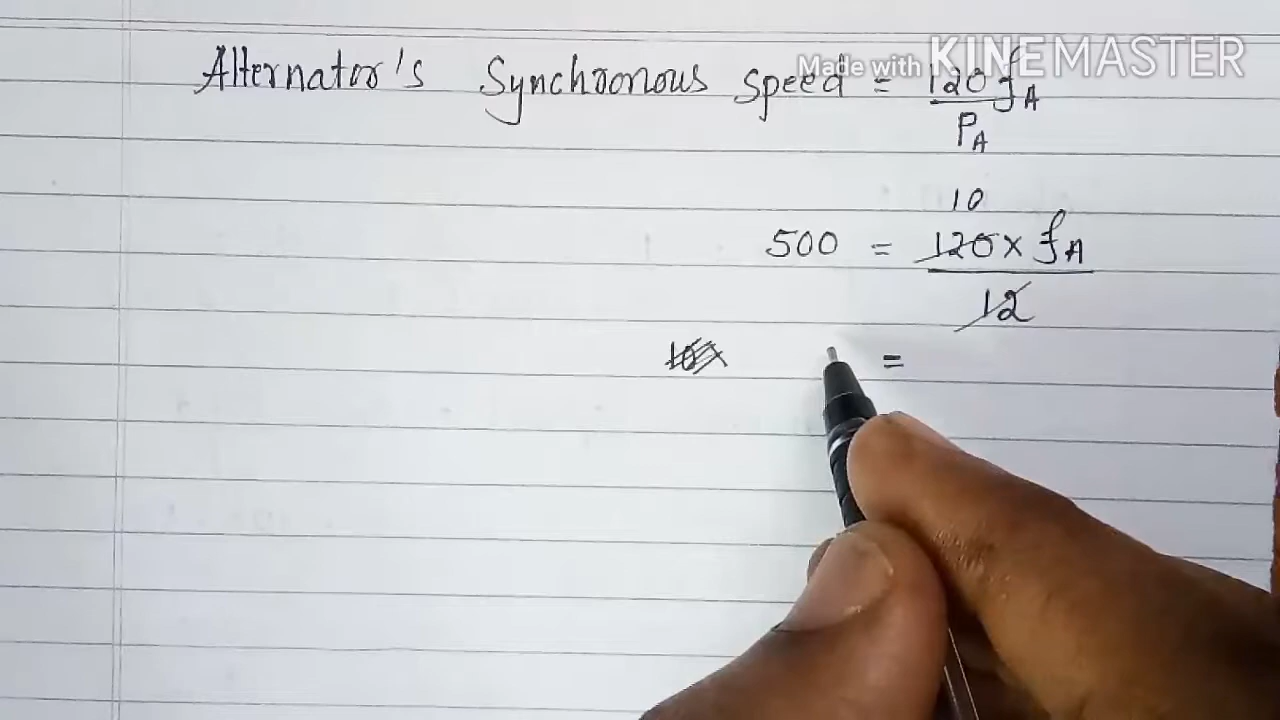 Made with KINEMASTER
Alternator's Synchronous speed = 120 f_A / P_A
10
500 = 120 × f_A / 12
=